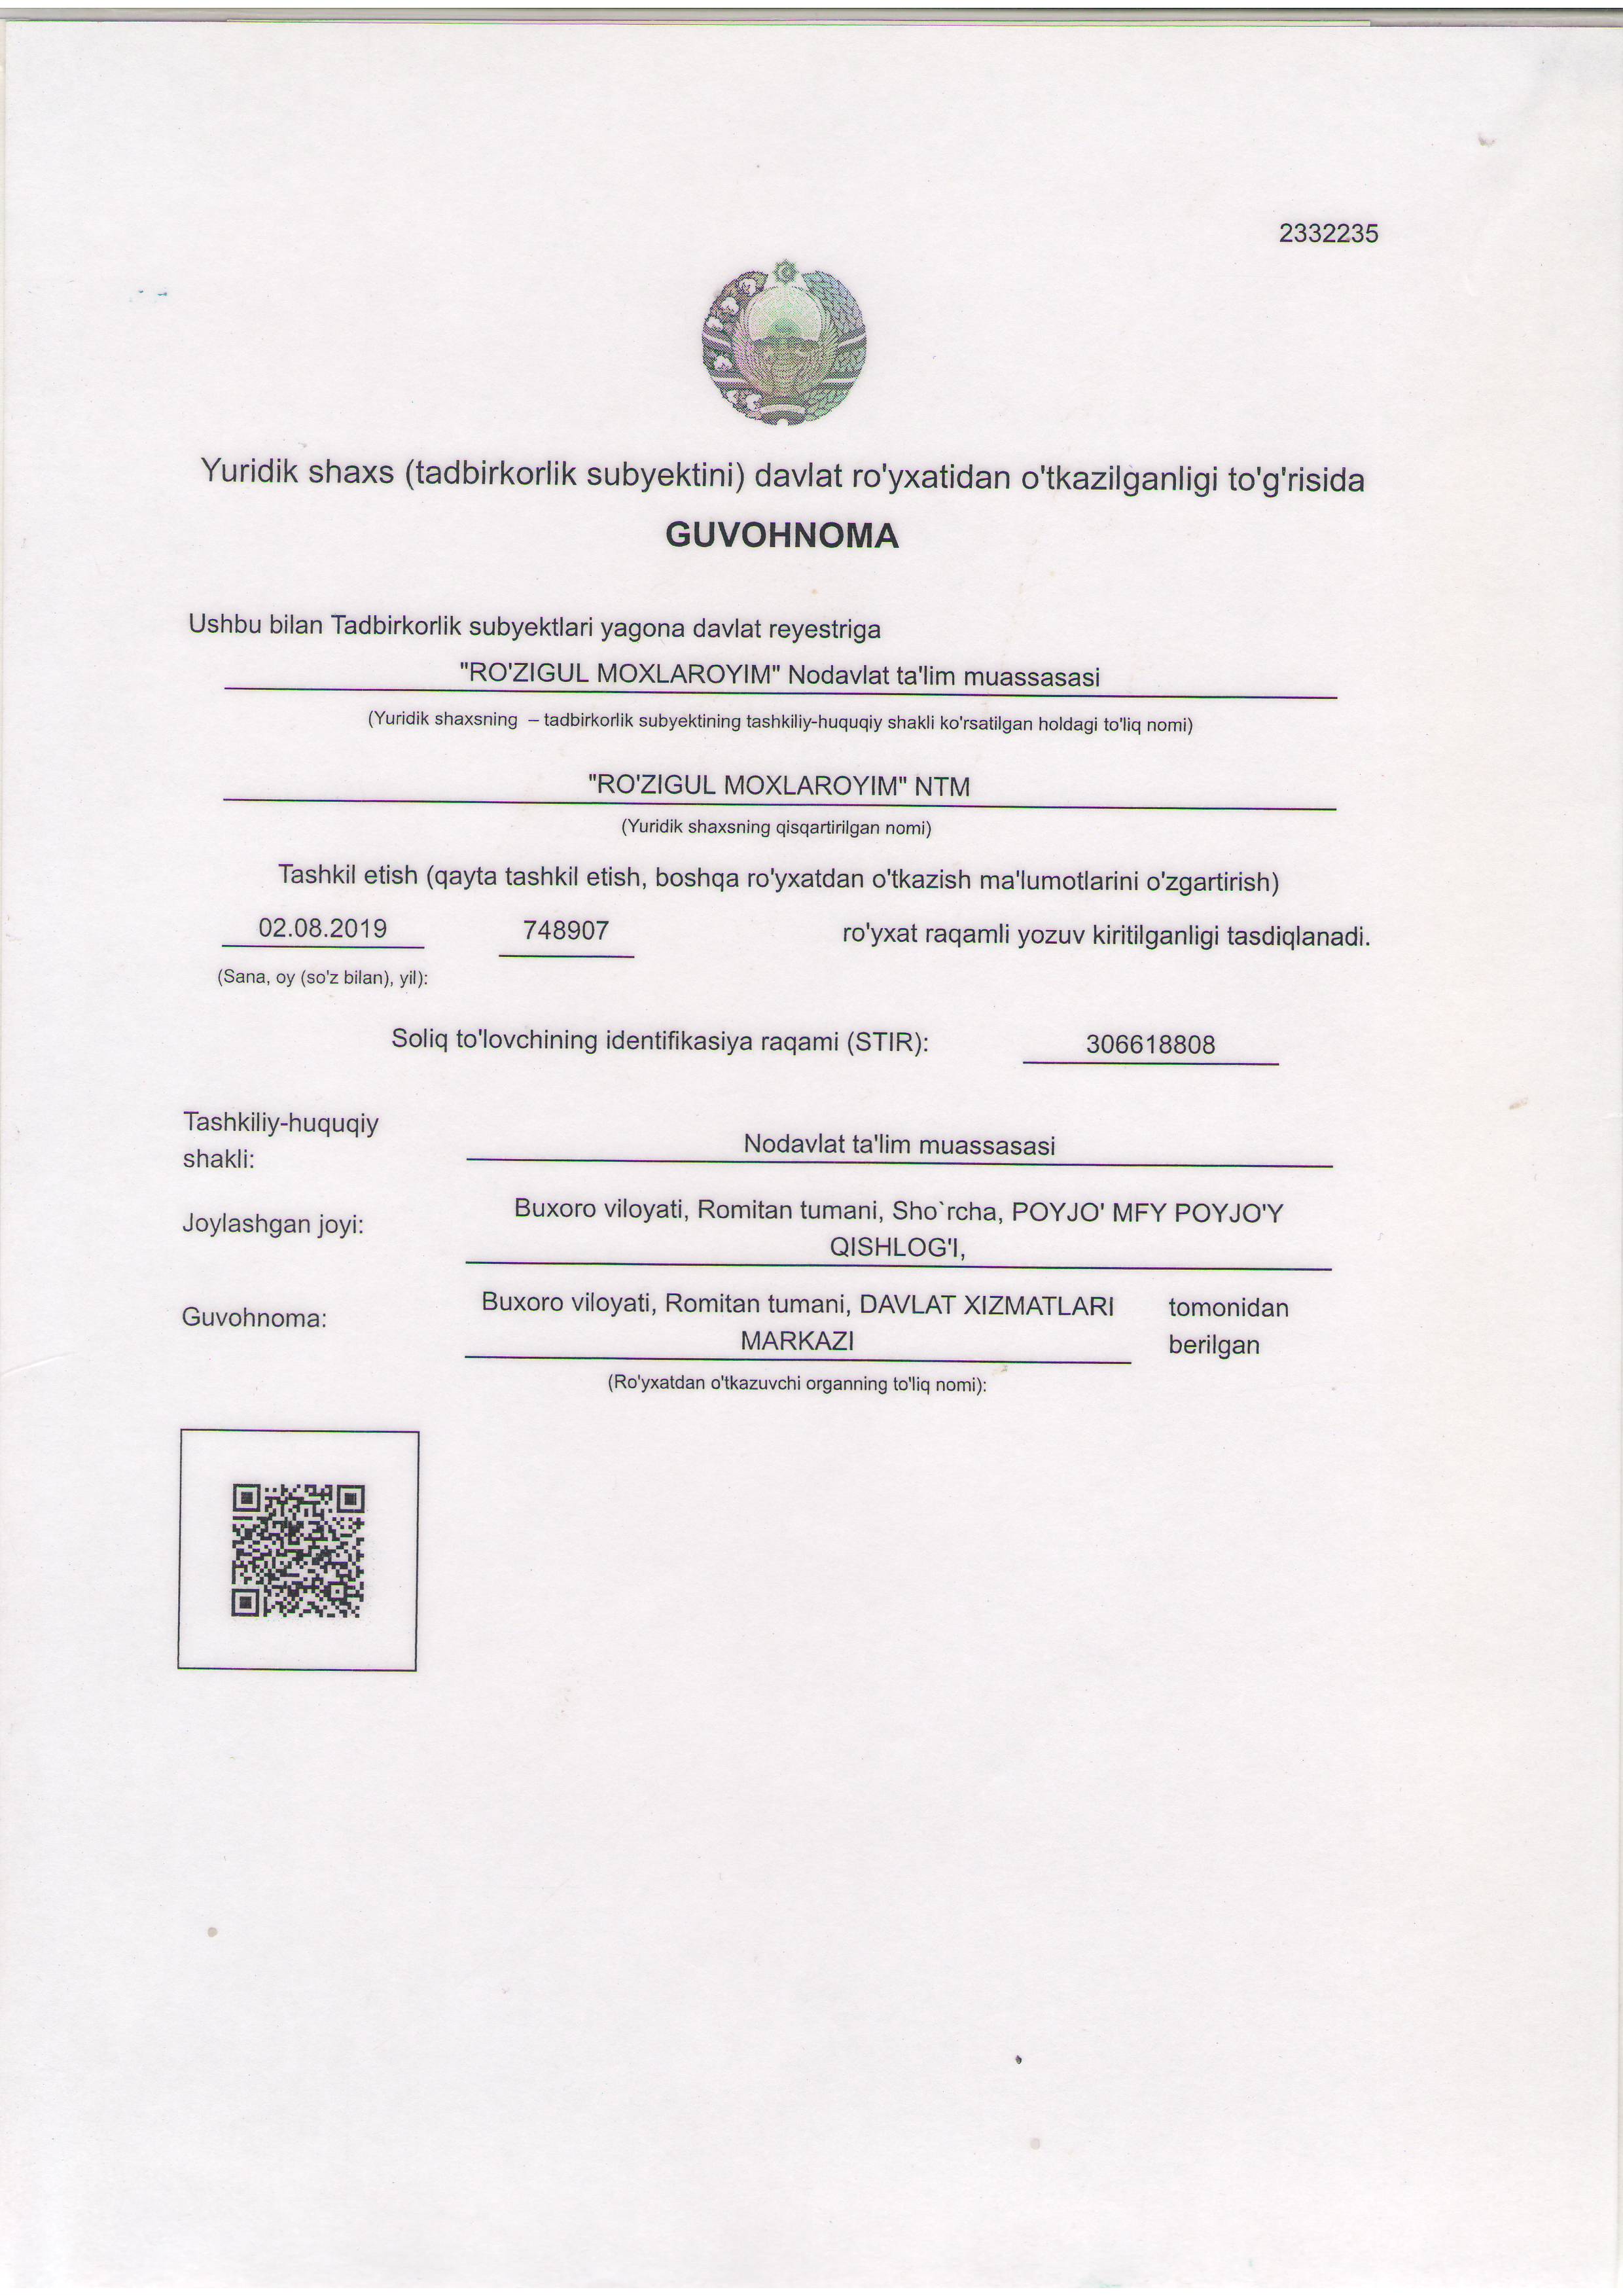 2332235
Yuridik shaxs (tadbirkorlik subyektini) davlat ro'yxatidan o'tkazilganligi to'g'risida
GUVOHNOMA
Ushbu bilan Tadbirkorlik subyektlari yagona davlat reyestriga
"RO'ZIGUL MOXLAROYIM" Nodavlat ta'lim muassasasi
(Yuridik shaxsning – tadbirkorlik subyektining tashkiliy-huquqiy shakli ko'rsatilgan holdagi to'liq nomi)
"RO'ZIGUL MOXLAROYIM" NTM
(Yuridik shaxsning qisqartirilgan nomi)
Tashkil etish (qayta tashkil etish, boshqa ro'yxatdan o'tkazish ma'lumotlarini o'zgartirish)
02.08.2019 748907 ro'yxat raqamli yozuv kiritilganligi tasdiqlanadi.
(Sana, oy (so'z bilan), yil):
Soliq to'lovchining identifikasiya raqami (STIR): 306618808
Tashkiliy-huquqiy
shakli:
Nodavlat ta'lim muassasasi
Joylashgan joyi:
Buxoro viloyati, Romitan tumani, Sho`rcha, POYJO' MFY POYJO'Y
QISHLOG'I,
Guvohnoma:
Buxoro viloyati, Romitan tumani, DAVLAT XIZMATLARI
MARKAZI
tomonidan
berilgan
(Ro'yxatdan o'tkazuvchi organning to'liq nomi):